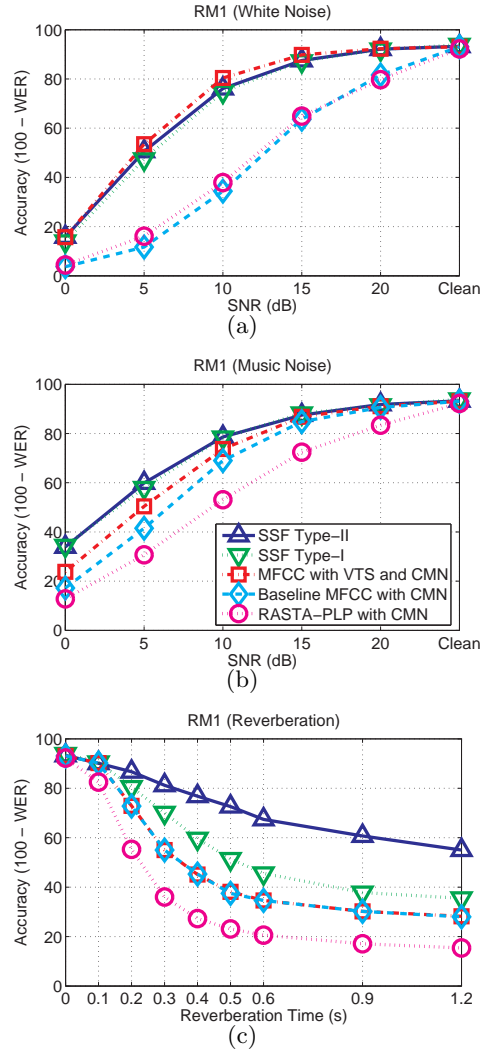 RM1 (White Noise)
Accuracy (100 − WER)
100
80
60
40
20
0
0 5 10 15 20 Clean
SNR (dB)
(a)
RM1 (Music Noise)
Accuracy (100 − WER)
100
80
60
40
20
0
SSF Type−II
SSF Type−I
MFCC with VTS and CMN
Baseline MFCC with CMN
RASTA−PLP with CMN
0 5 10 15 20 Clean
SNR (dB)
(b)
RM1 (Reverberation)
Accuracy (100 − WER)
100
80
60
40
20
0
0 0.1 0.2 0.3 0.4 0.5 0.6 0.9 1.2
Reverberation Time (s)
(c)